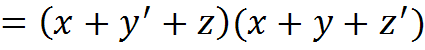 = (x + y′ + z)(x + y + z′)